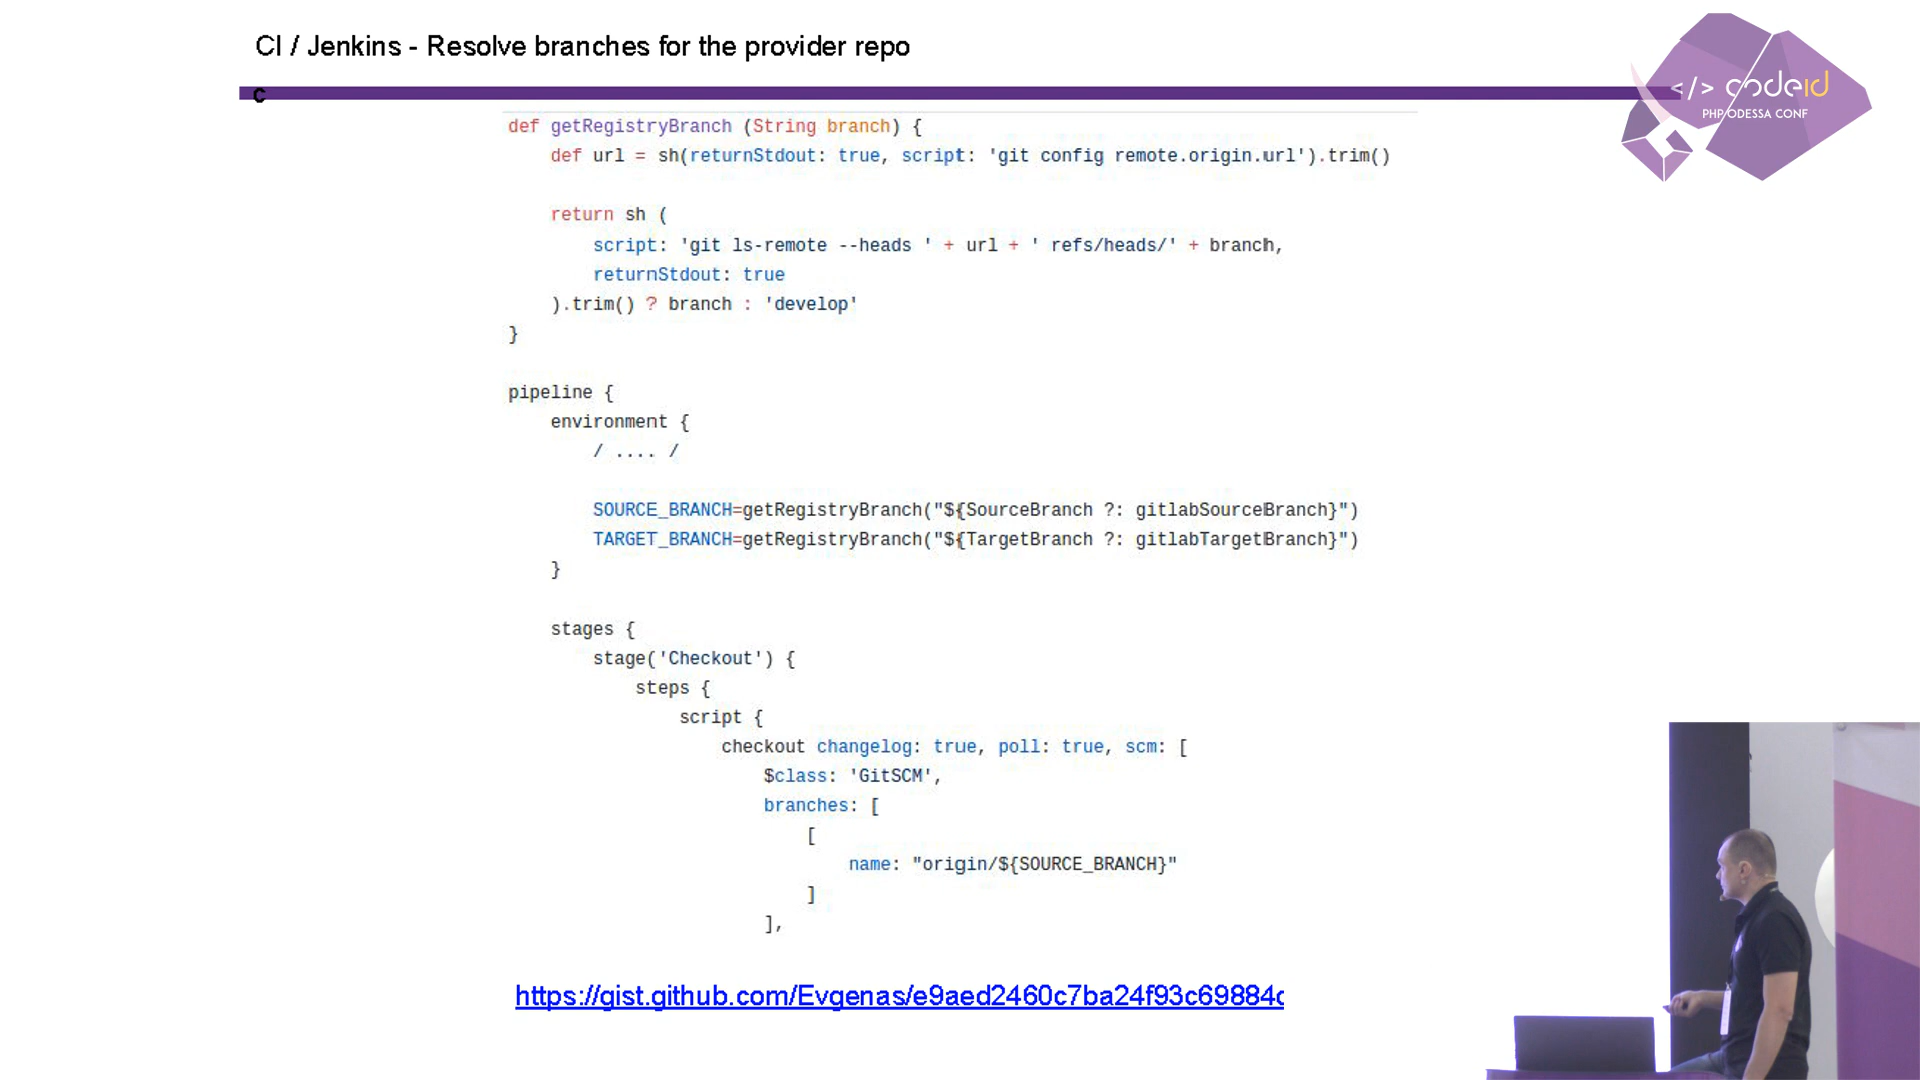 CI / Jenkins - Resolve branches for the provider repo
c
</> codeid
PHP ODESSA CONF
def getRegistryBranch (String branch) {
    def url = sh(returnStdout: true, script: 'git config remote.origin.url').trim()
    return sh (
        script: 'git ls-remote --heads ' + url + ' refs/heads/' + branch,
        returnStdout: true
    ).trim() ? branch : 'develop'
}
pipeline {
    environment {
        / .... /
        SOURCE_BRANCH=getRegistryBranch("${SourceBranch ?: gitlabSourceBranch}")
        TARGET_BRANCH=getRegistryBranch("${TargetBranch ?: gitlabTargetBranch}")
    }
    stages {
        stage('Checkout') {
            steps {
                script {
                    checkout changelog: true, poll: true, scm: [
                        $class: 'GitSCM',
                        branches: [
                            [
                                name: "origin/${SOURCE_BRANCH}"
                            ]
                        ],
https://gist.github.com/Evgenas/e9aed2460c7ba24f93c69884c